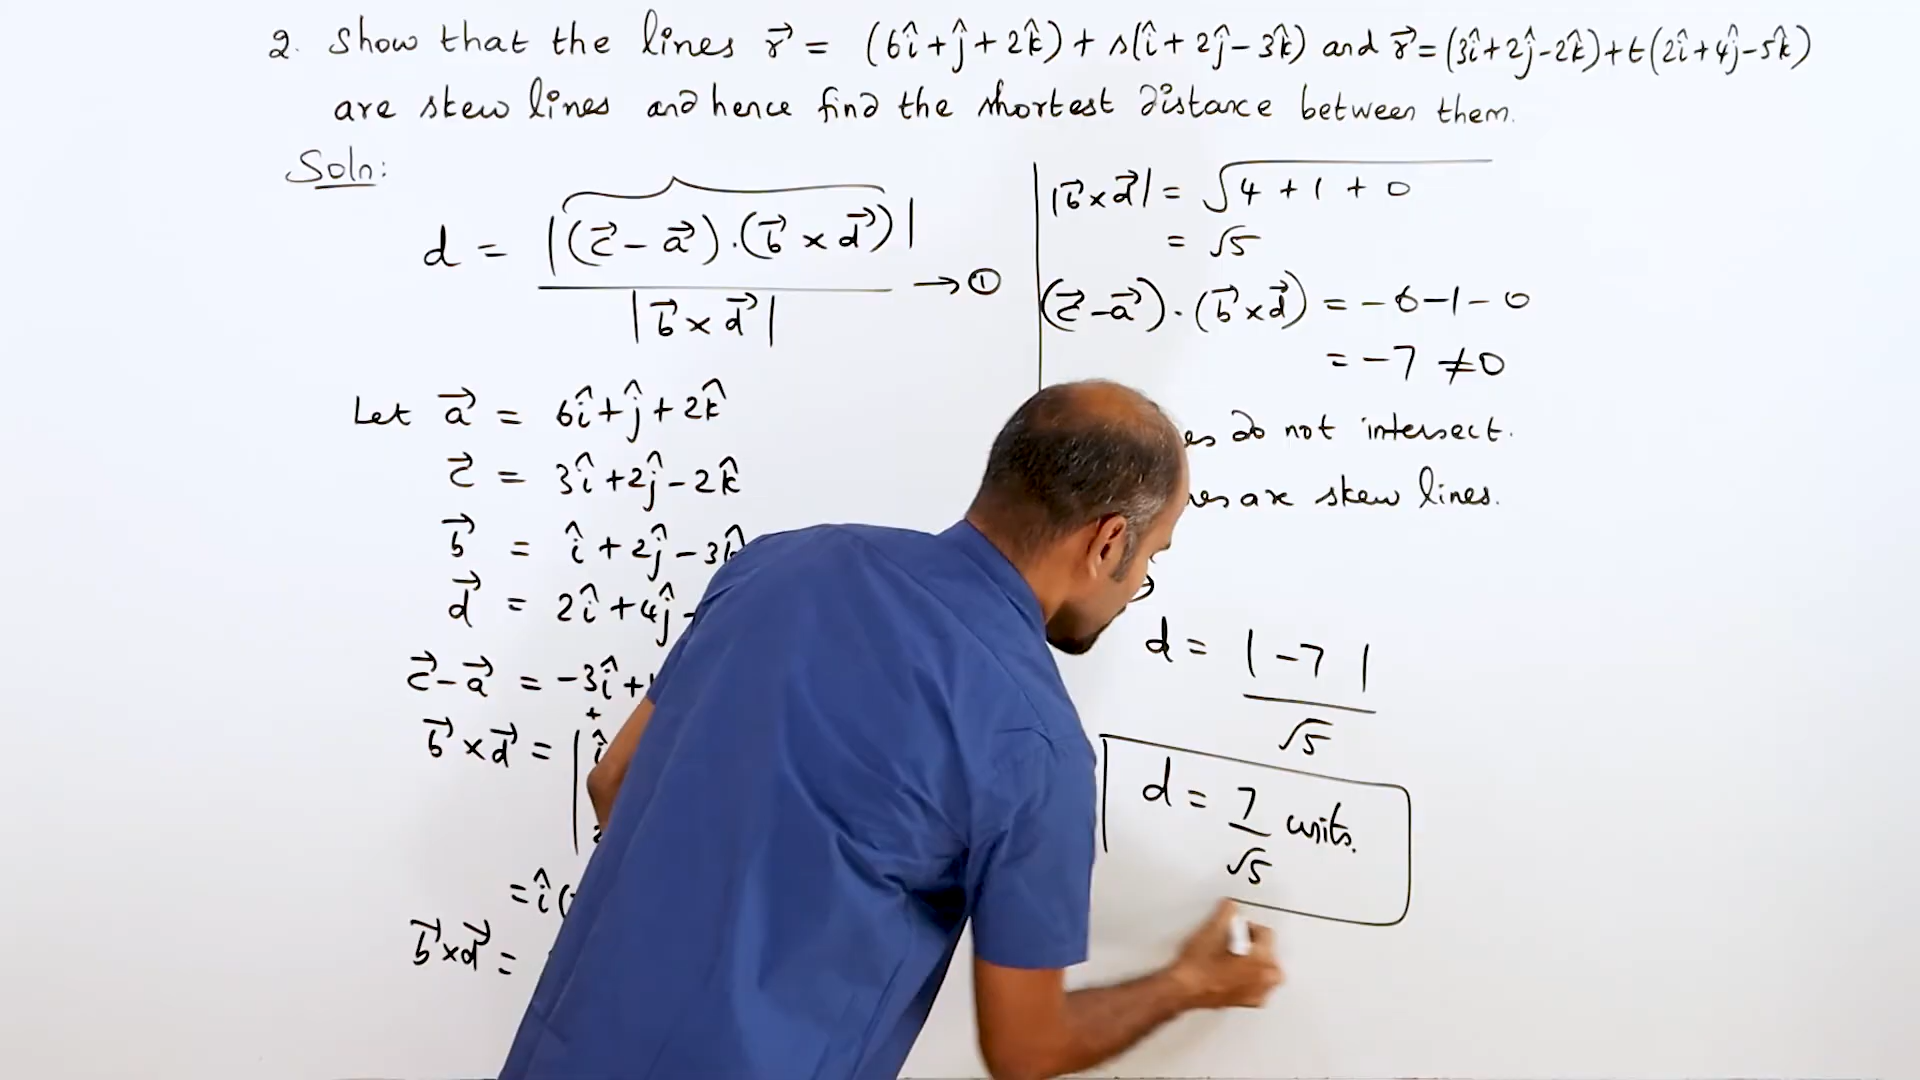 2. Show that the lines r⃗ = (6î+ĵ+2k̂)+s(î+2ĵ-3k̂) and r⃗=(3î+2ĵ-2k̂)+t(2î+4ĵ-5k̂)
are skew lines and hence find the shortest distance between them.
Soln:
d = |(c⃗-a⃗).(b⃗×d⃗)| / |b⃗×d⃗| → ①
Let a⃗ = 6î+ĵ+2k̂
c⃗ = 3î+2ĵ-2k̂
b⃗ = î+2ĵ-3k̂
d⃗ = 2î+4ĵ-
c⃗-a⃗ = -3î+
b⃗×d⃗ = | î
= î(
b⃗×d⃗ =
|b⃗×d⃗| = √4+1+0
= √5
(c⃗-a⃗).(b⃗×d⃗) = -6-1-0
= -7 ≠0
do not intersect.
are skew lines.
d = |-7| / √5
d = 7/√5 units.